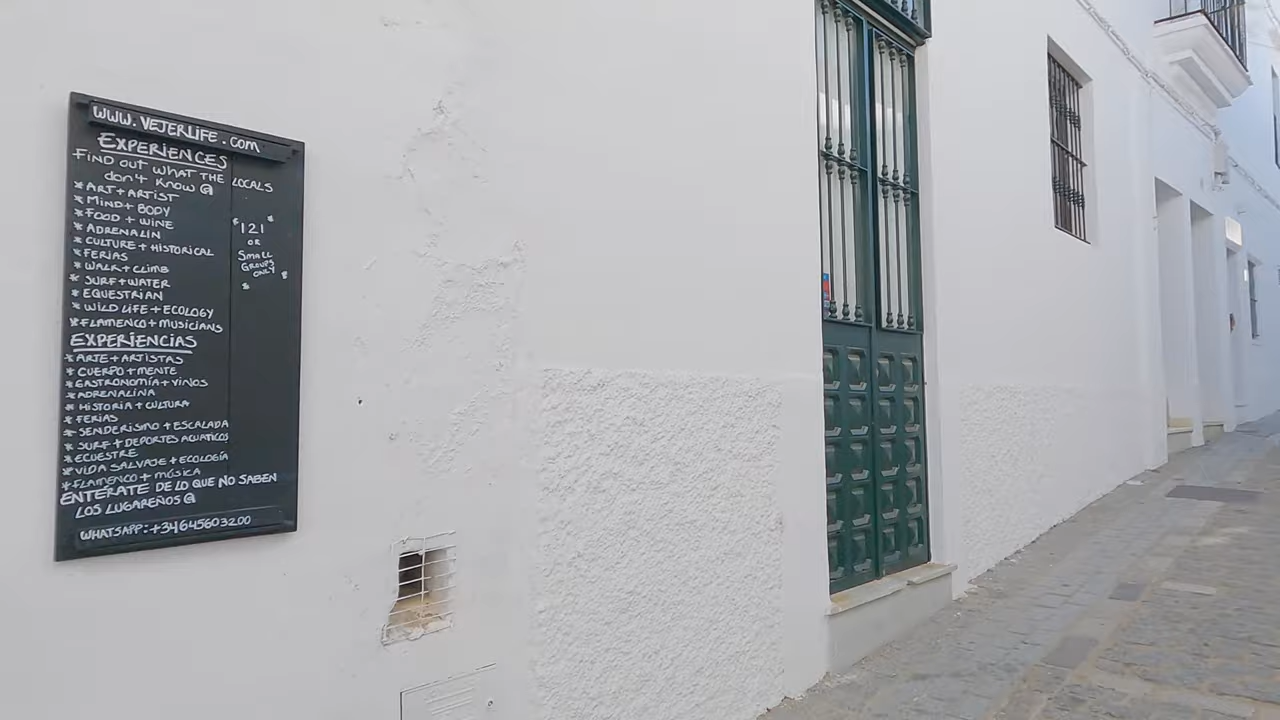 WWW.VEJERLIFE.COM
EXPERIENCES
FIND OUT WHAT THE LOCALS
don't KNOW @
* ART + ARTIST
* MIND + BODY
* FOOD + WINE
* ADRENALIN
* CULTURE + HISTORICAL
* FERIAS
* WALK + CLIMB
* SURF + WATER
* EQUESTRIAN
* WILD LIFE + ECOLOGY
* FLAMENCO + MUSICIANS
* 121 *
OR
SMALL
GROUPS
ONLY
* *
EXPERIENCIAS
* ARTE + ARTISTAS
* CUERPO + MENTE
* GASTRONOMÍA + VINOS
* ADRENALINA
* HISTORIA + CULTURA
* FERIAS
* SENDERISMO + ESCALADA
* SURF + DEPORTES AQUATICOS
* ECUESTRE
* VIDA SALVAJE + ECOLOGÍA
* FLAMENCO + MÚSICA
ENTÉRATE DE LO QUE NO SABEN
LOS LUGAREÑOS @
WHATSAPP: +34645603200